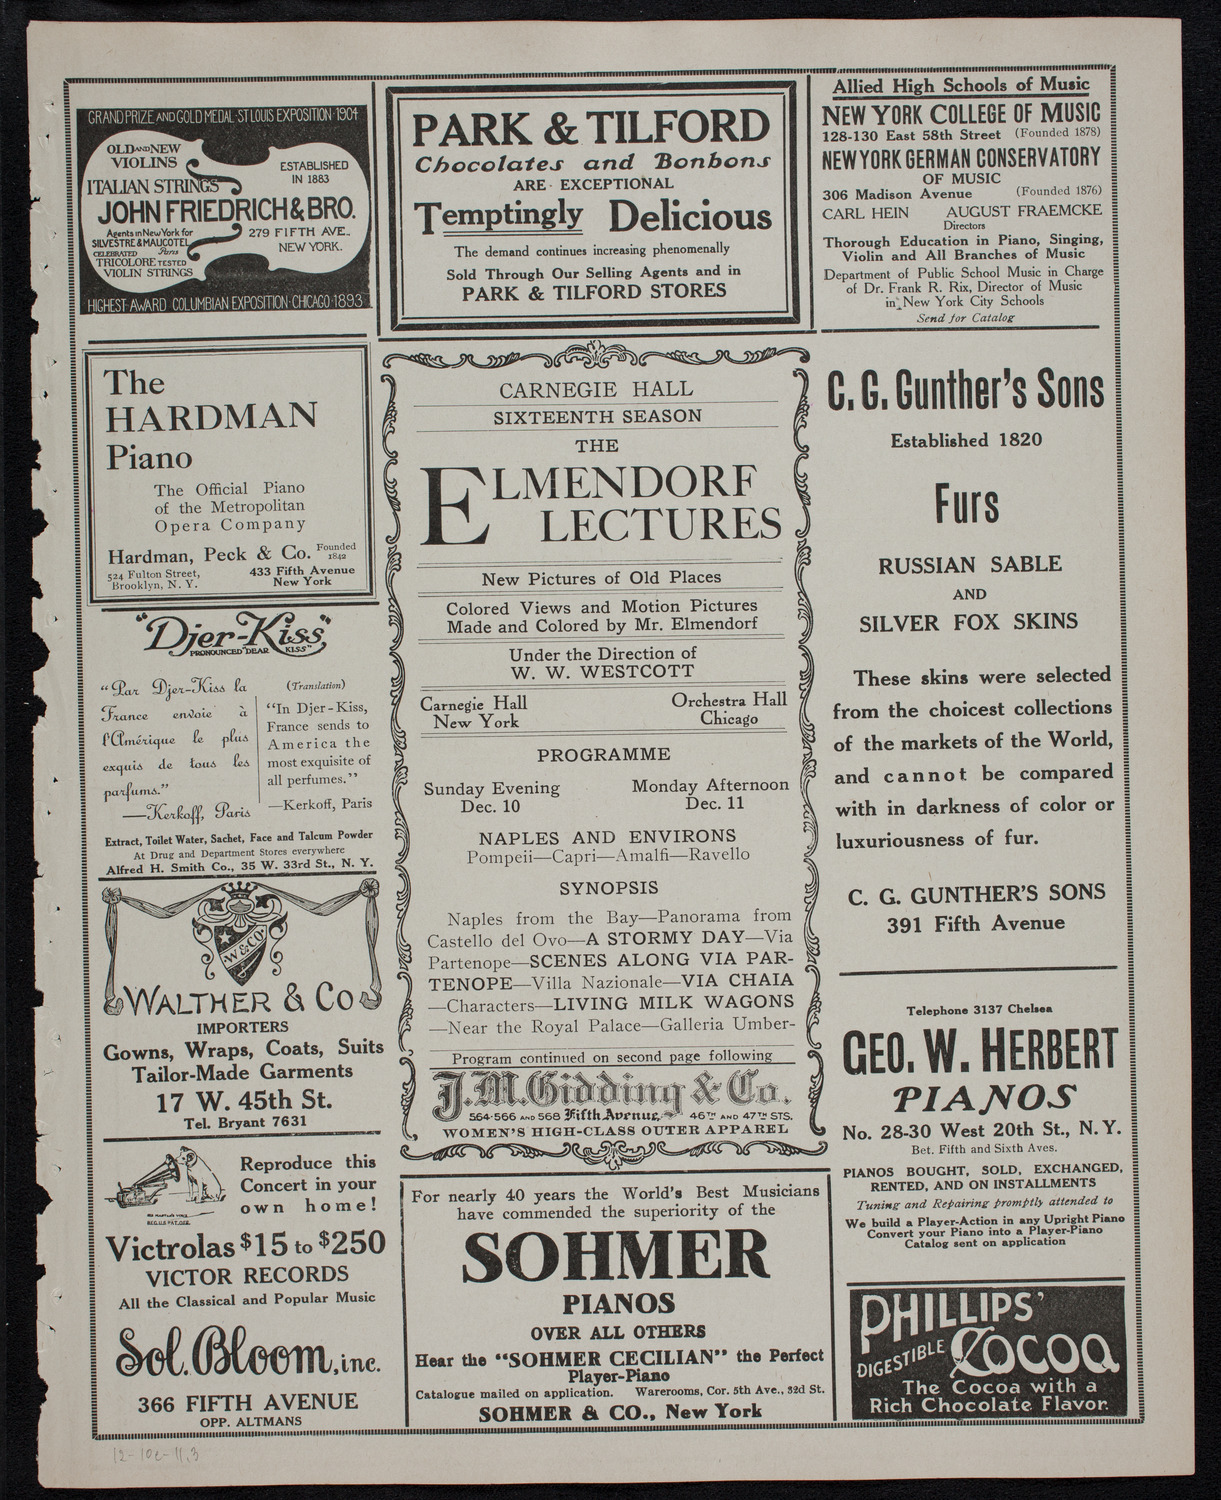 GRAND PRIZE AND GOLD MEDAL ST LOUIS EXPOSITION 1904
OLD AND NEW
VIOLINS
ITALIAN STRINGS
ESTABLISHED
IN 1883
JOHN FRIEDRICH & BRO.
Agents in New York for
SILVESTRE & MAUCOTEL
CELEBRATED Paris
TRICOLORE TESTED
VIOLIN STRINGS
279 FIFTH AVE.
NEW YORK.
HIGHEST AWARD COLUMBIAN EXPOSITION CHICAGO 1893
PARK & TILFORD
Chocolates and Bonbons
ARE EXCEPTIONAL
Temptingly Delicious
The demand continues increasing phenomenally
Sold Through Our Selling Agents and in
PARK & TILFORD STORES
Allied High Schools of Music
NEW YORK COLLEGE OF MUSIC
128-130 East 58th Street (Founded 1878)
NEW YORK GERMAN CONSERVATORY
OF MUSIC
306 Madison Avenue (Founded 1876)
CARL HEIN AUGUST FRAEMCKE
Directors
Thorough Education in Piano, Singing,
Violin and All Branches of Music
Department of Public School Music in Charge
of Dr. Frank R. Rix, Director of Music
in New York City Schools
Send for Catalog
The
HARDMAN
Piano
The Official Piano
of the Metropolitan
Opera Company
Hardman, Peck & Co. Founded 1842
524 Fulton Street, 433 Fifth Avenue
Brooklyn, N. Y. New York
"Djer-Kiss"
PRONOUNCED "DEAR KISS"
"Par Djer-Kiss la
France envoie à
l'Amérique le plus
exquis de tous les
parfums."
—Kerkoff, Paris
(Translation)
"In Djer-Kiss,
France sends to
America the
most exquisite of
all perfumes."
—Kerkoff, Paris
Extract, Toilet Water, Sachet, Face and Talcum Powder
At Drug and Department Stores everywhere
Alfred H. Smith Co., 35 W. 33rd St., N. Y.
W & CO
WALTHER & CO
IMPORTERS
Gowns, Wraps, Coats, Suits
Tailor-Made Garments
17 W. 45th St.
Tel. Bryant 7631
HIS MASTER'S VOICE
REG. U.S. PAT. OFF.
Reproduce this
Concert in your
own home!
Victrolas $15 to $250
VICTOR RECORDS
All the Classical and Popular Music
Sol. Bloom, inc.
366 FIFTH AVENUE
OPP. ALTMANS
CARNEGIE HALL
SIXTEENTH SEASON
THE
ELMENDORF
LECTURES
New Pictures of Old Places
Colored Views and Motion Pictures
Made and Colored by Mr. Elmendorf
Under the Direction of
W. W. WESTCOTT
Carnegie Hall Orchestra Hall
New York Chicago
PROGRAMME
Sunday Evening Monday Afternoon
Dec. 10 Dec. 11
NAPLES AND ENVIRONS
Pompeii—Capri—Amalfi—Ravello
SYNOPSIS
Naples from the Bay—Panorama from
Castello del Ovo—A STORMY DAY—Via
Partenope—SCENES ALONG VIA PAR-
TENOPE—Villa Nazionale—VIA CHAIA
—Characters—LIVING MILK WAGONS
—Near the Royal Palace—Galleria Umber-
Program continued on second page following
J. M. Gidding & Co.
564-566 AND 568 Fifth Avenue, 46TH AND 47TH STS.
WOMEN'S HIGH-CLASS OUTER APPAREL
For nearly 40 years the World's Best Musicians
have commended the superiority of the
SOHMER
PIANOS
OVER ALL OTHERS
Hear the "SOHMER CECILIAN" the Perfect
Player-Piano
Catalogue mailed on application. Warerooms, Cor. 5th Ave., 32d St.
SOHMER & CO., New York
C. G. Gunther's Sons
Established 1820
Furs
RUSSIAN SABLE
AND
SILVER FOX SKINS
These skins were selected
from the choicest collections
of the markets of the World,
and cannot be compared
with in darkness of color or
luxuriousness of fur.
C. G. GUNTHER'S SONS
391 Fifth Avenue
Telephone 3137 Chelsea
GEO. W. HERBERT
PIANOS
No. 28-30 West 20th St., N. Y.
Bet. Fifth and Sixth Aves.
PIANOS BOUGHT, SOLD, EXCHANGED,
RENTED, AND ON INSTALLMENTS
Tuning and Repairing promptly attended to
We build a Player-Action in any Upright Piano
Convert your Piano into a Player-Piano
Catalog sent on application
PHILLIPS'
DIGESTIBLE COCOA
The Cocoa with a
Rich Chocolate Flavor.
12-10&-11.3